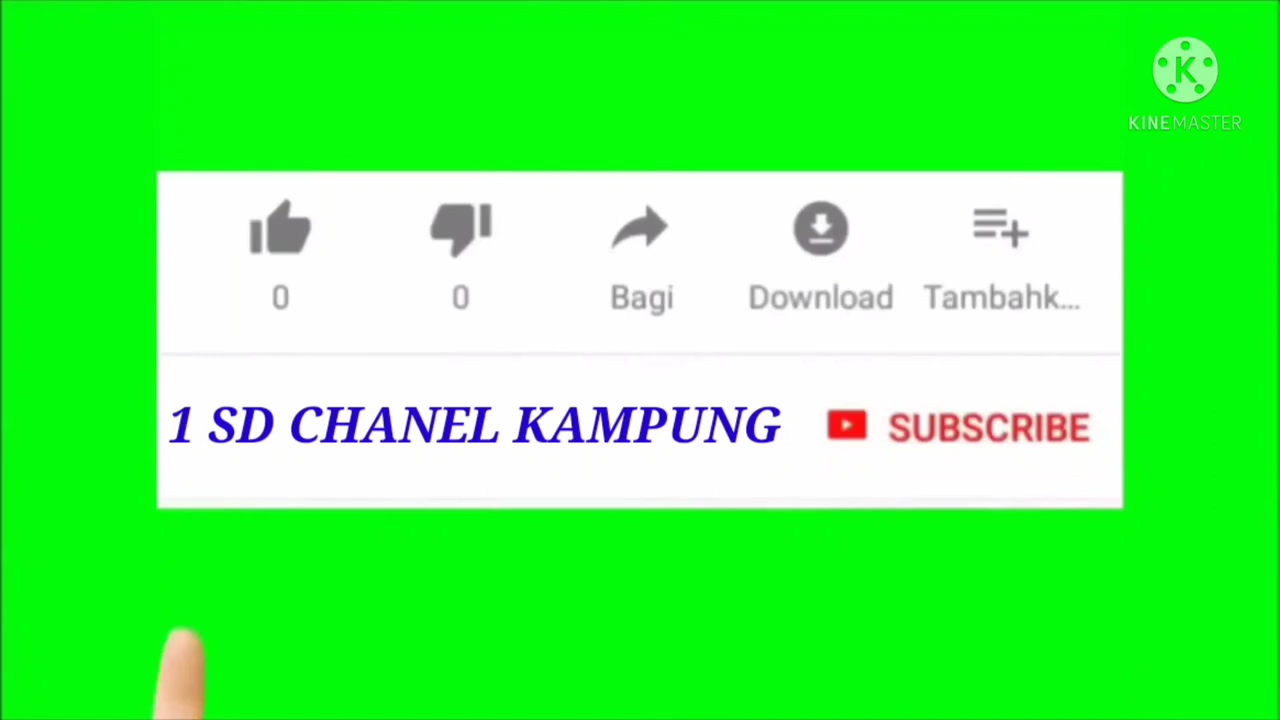 KINEMASTER
0 0 Bagi Download Tambahk...
1 SD CHANEL KAMPUNG SUBSCRIBE